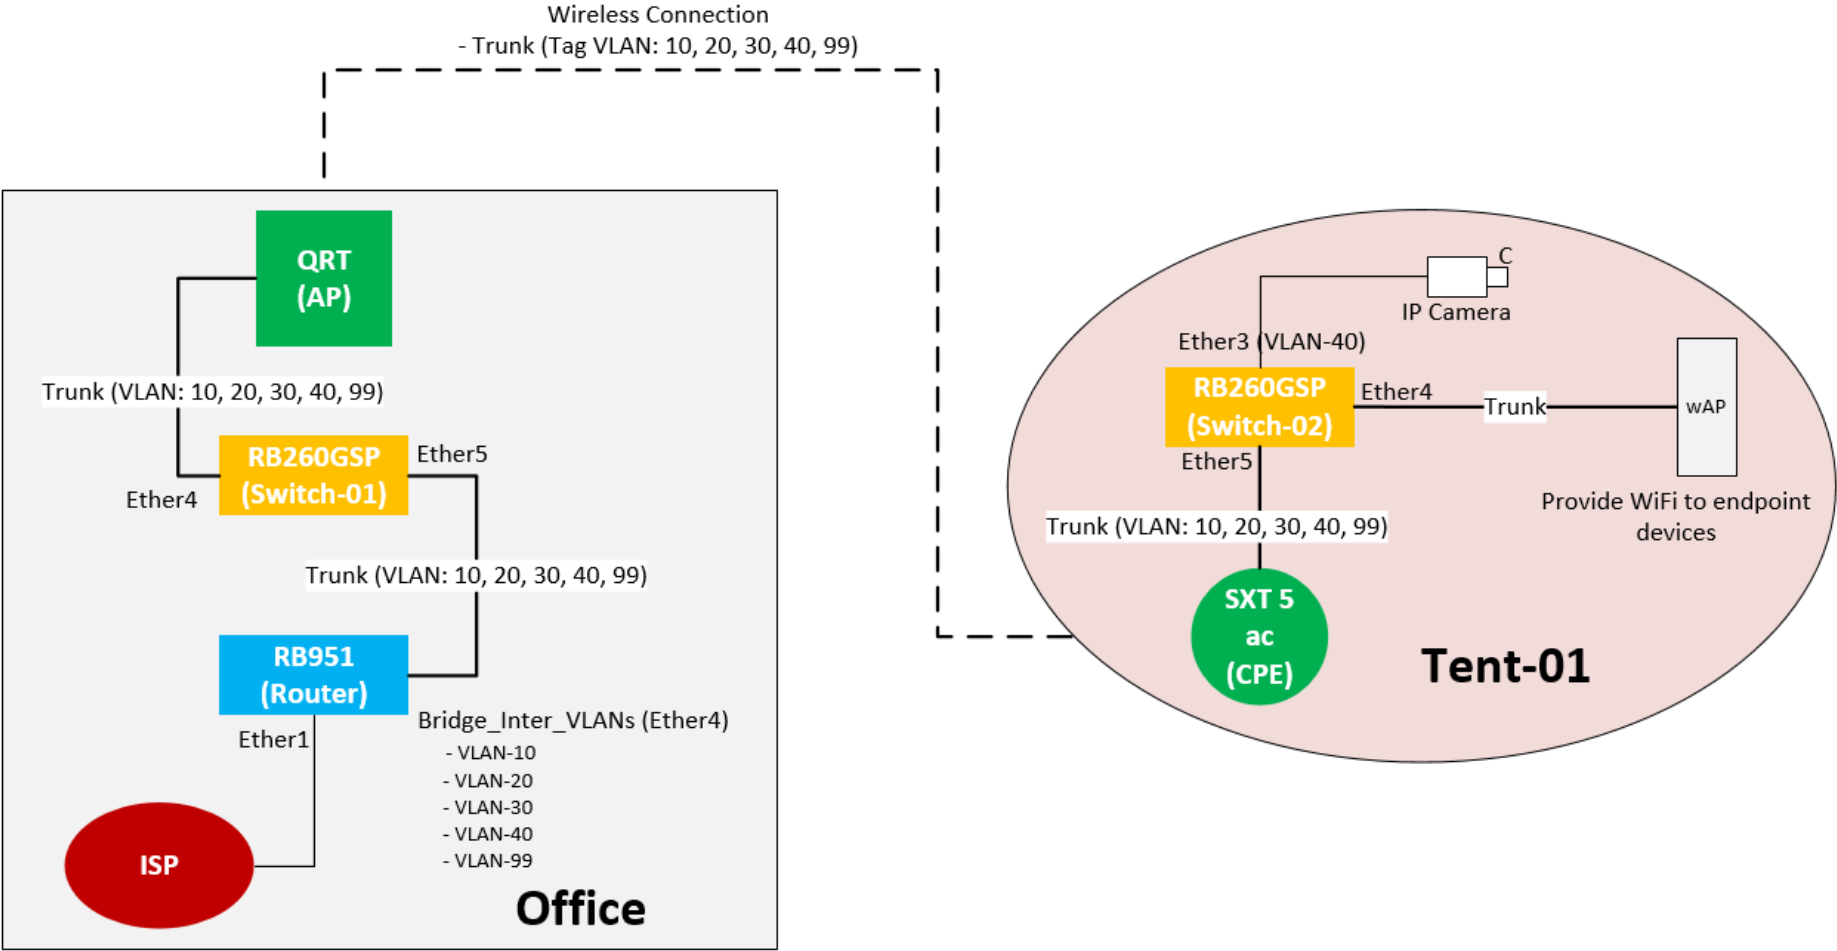 Wireless Connection
- Trunk (Tag VLAN: 10, 20, 30, 40, 99)
QRT
(AP)
Trunk (VLAN: 10, 20, 30, 40, 99)
RB260GSP
(Switch-01)
Ether5
Ether4
Trunk (VLAN: 10, 20, 30, 40, 99)
RB951
(Router)
Bridge_Inter_VLANs (Ether4)
- VLAN-10
- VLAN-20
- VLAN-30
- VLAN-40
- VLAN-99
Ether1
ISP
Office
C
IP Camera
Ether3 (VLAN-40)
RB260GSP
(Switch-02)
Ether4
Trunk
wAP
Provide WiFi to endpoint
devices
Ether5
Trunk (VLAN: 10, 20, 30, 40, 99)
SXT 5
ac
(CPE)
Tent-01